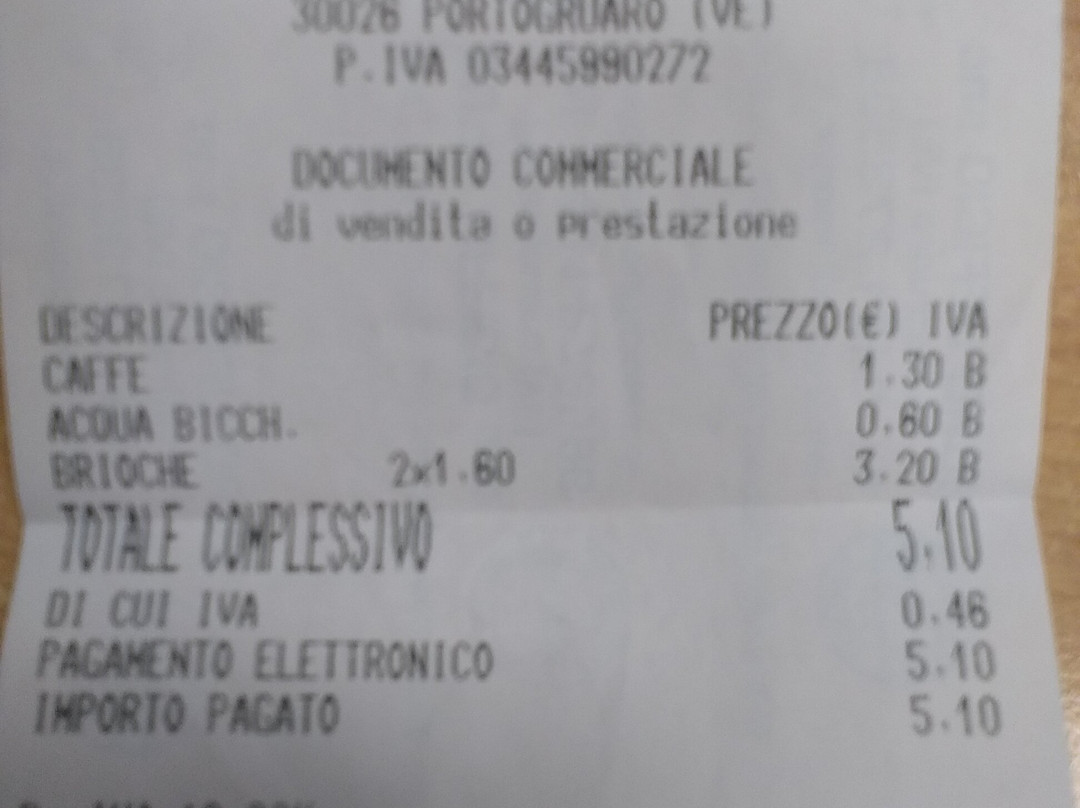 30026 PORTOGRUARO (VE)
P.IVA 03445990272
DOCUMENTO COMMERCIALE
di vendita o prestazione
DESCRIZIONE PREZZO(€) IVA
CAFFE 1.30 B
ACQUA BICCH. 0.60 B
BRIOCHE 2x1.60 3.20 B
TOTALE COMPLESSIVO 5.10
DI CUI IVA 0.46
PAGAMENTO ELETTRONICO 5.10
IMPORTO PAGATO 5.10